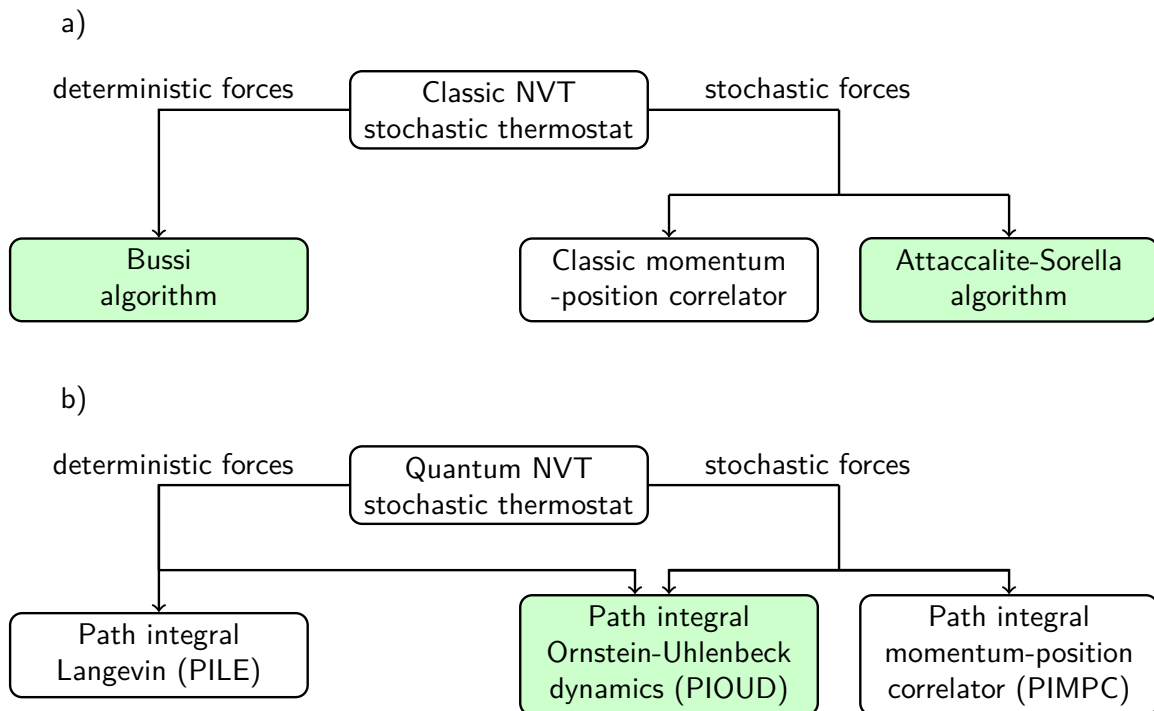 a)
deterministic forces
Classic NVT
stochastic thermostat
stochastic forces
Bussi
algorithm
Classic momentum
-position correlator
Attaccalite-Sorella
algorithm
b)
deterministic forces
Quantum NVT
stochastic thermostat
stochastic forces
Path integral
Langevin (PILE)
Path integral
Ornstein-Uhlenbeck
dynamics (PIOUD)
Path integral
momentum-position
correlator (PIMPC)